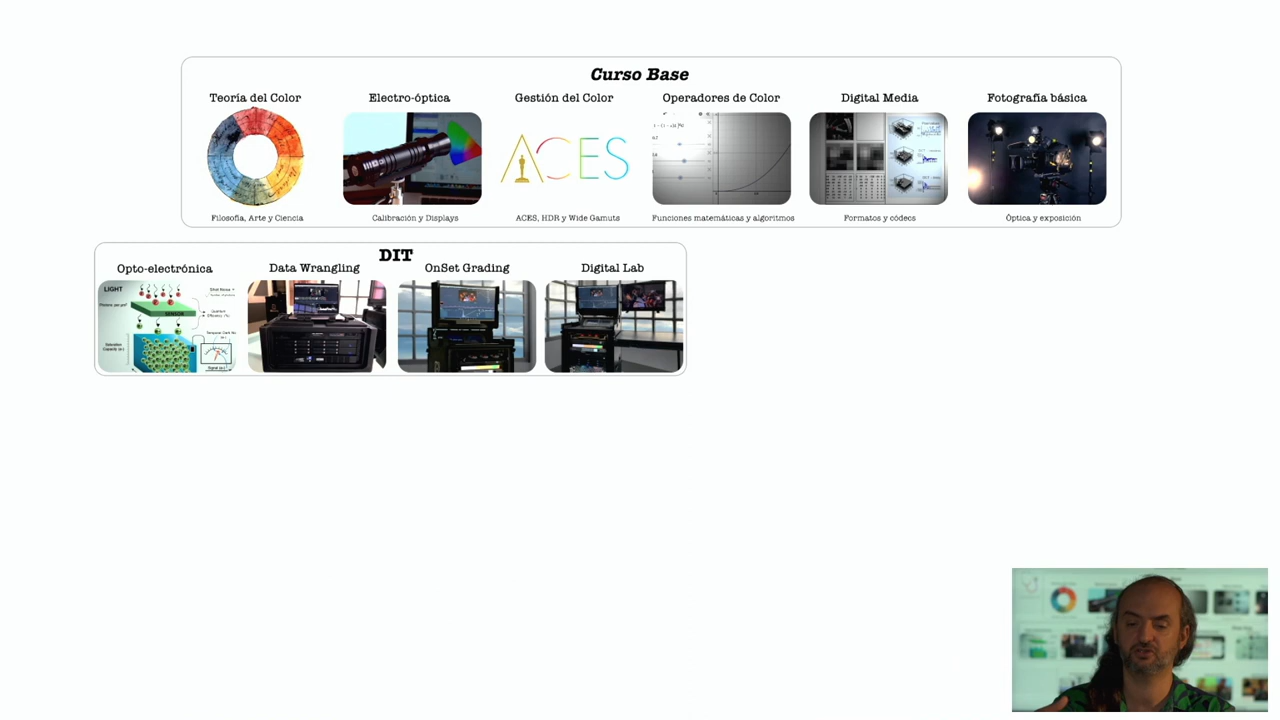 Curso Base
Teoría del Color
Electro-óptica
Gestión del Color
Operadores de Color
Digital Media
Fotografía básica
ACES
Filosofia, Arte y Ciencia
Calibración y Displays
ACES, HDR y Wide Gamuts
Funciones matemáticas y algoritmos
Formatos y códecs
Óptica y exposición
DIT
Opto-electrónica
Data Wrangling
OnSet Grading
Digital Lab
LIGHT
SENSOR